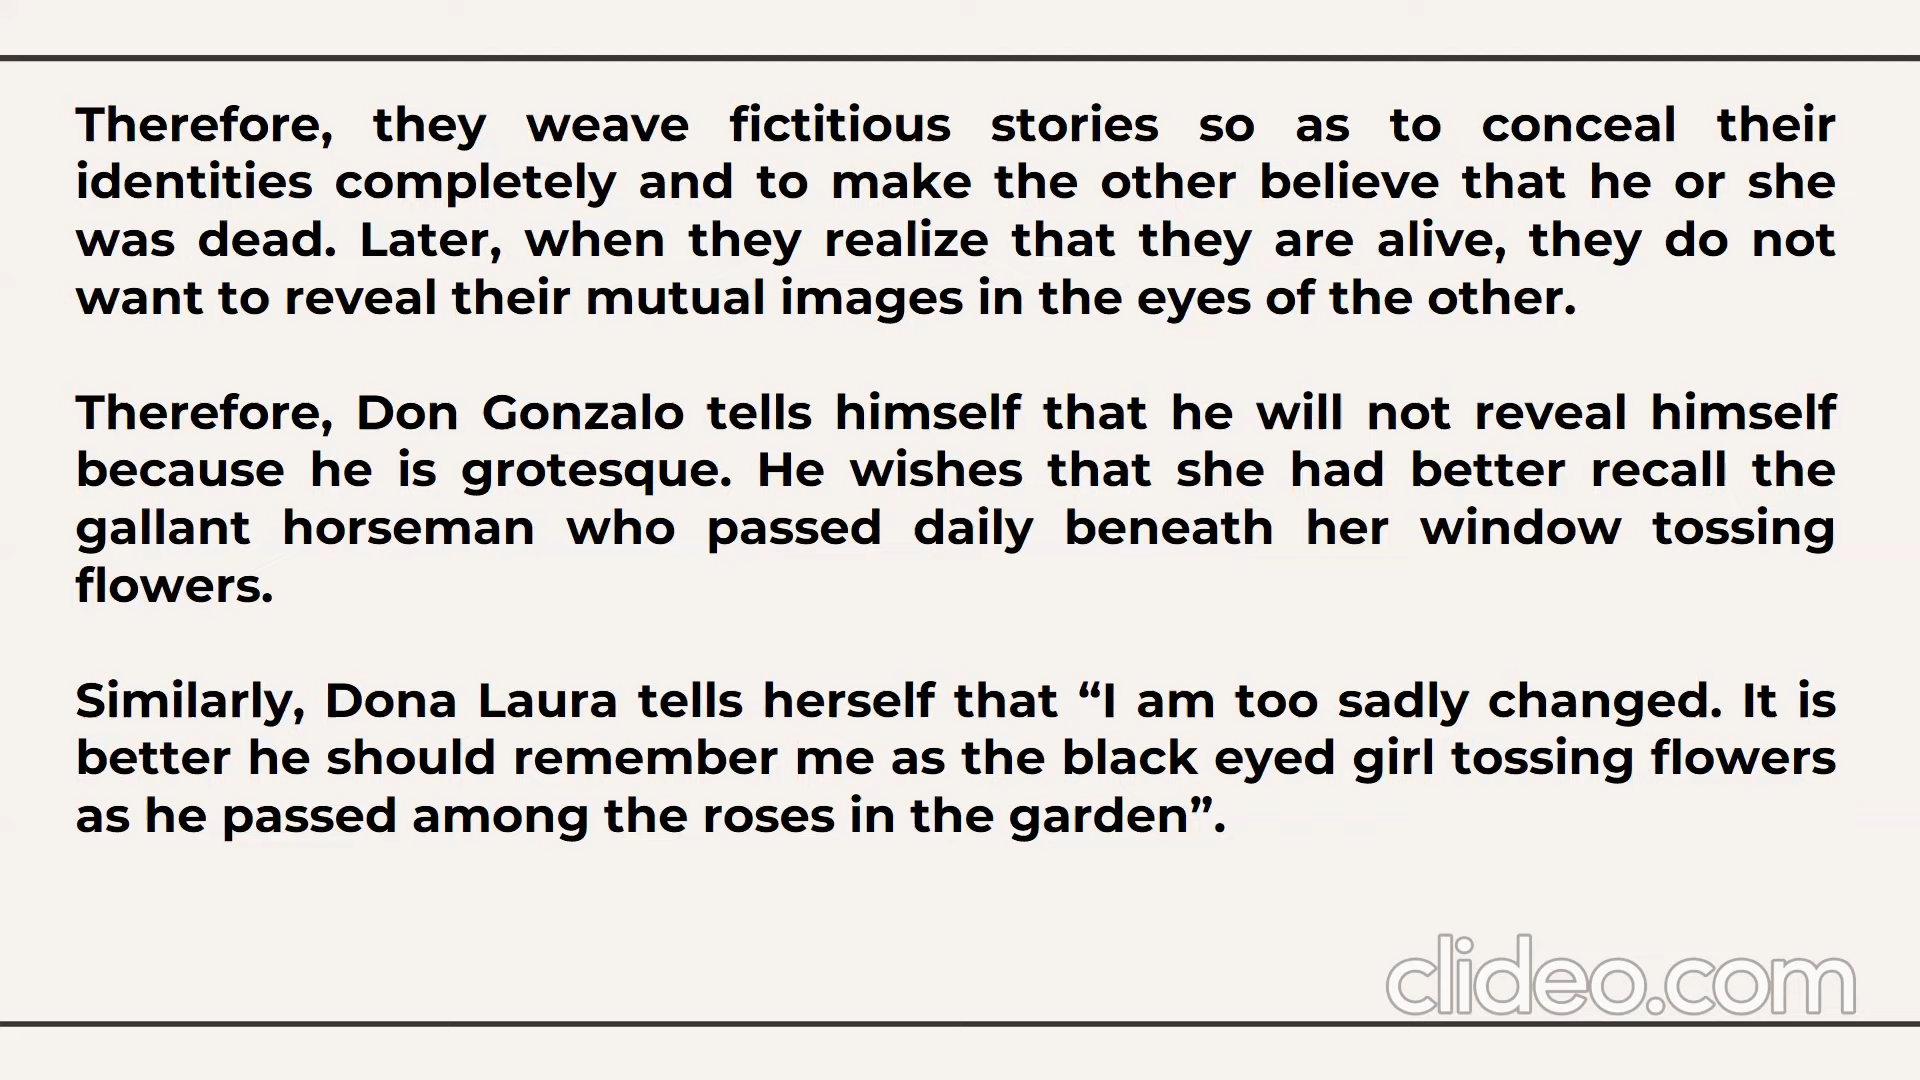 Therefore, they weave fictitious stories so as to conceal their
identities completely and to make the other believe that he or she
was dead. Later, when they realize that they are alive, they do not
want to reveal their mutual images in the eyes of the other.
Therefore, Don Gonzalo tells himself that he will not reveal himself
because he is grotesque. He wishes that she had better recall the
gallant horseman who passed daily beneath her window tossing
flowers.
Similarly, Dona Laura tells herself that “I am too sadly changed. It is
better he should remember me as the black eyed girl tossing flowers
as he passed among the roses in the garden”.
clideo.com